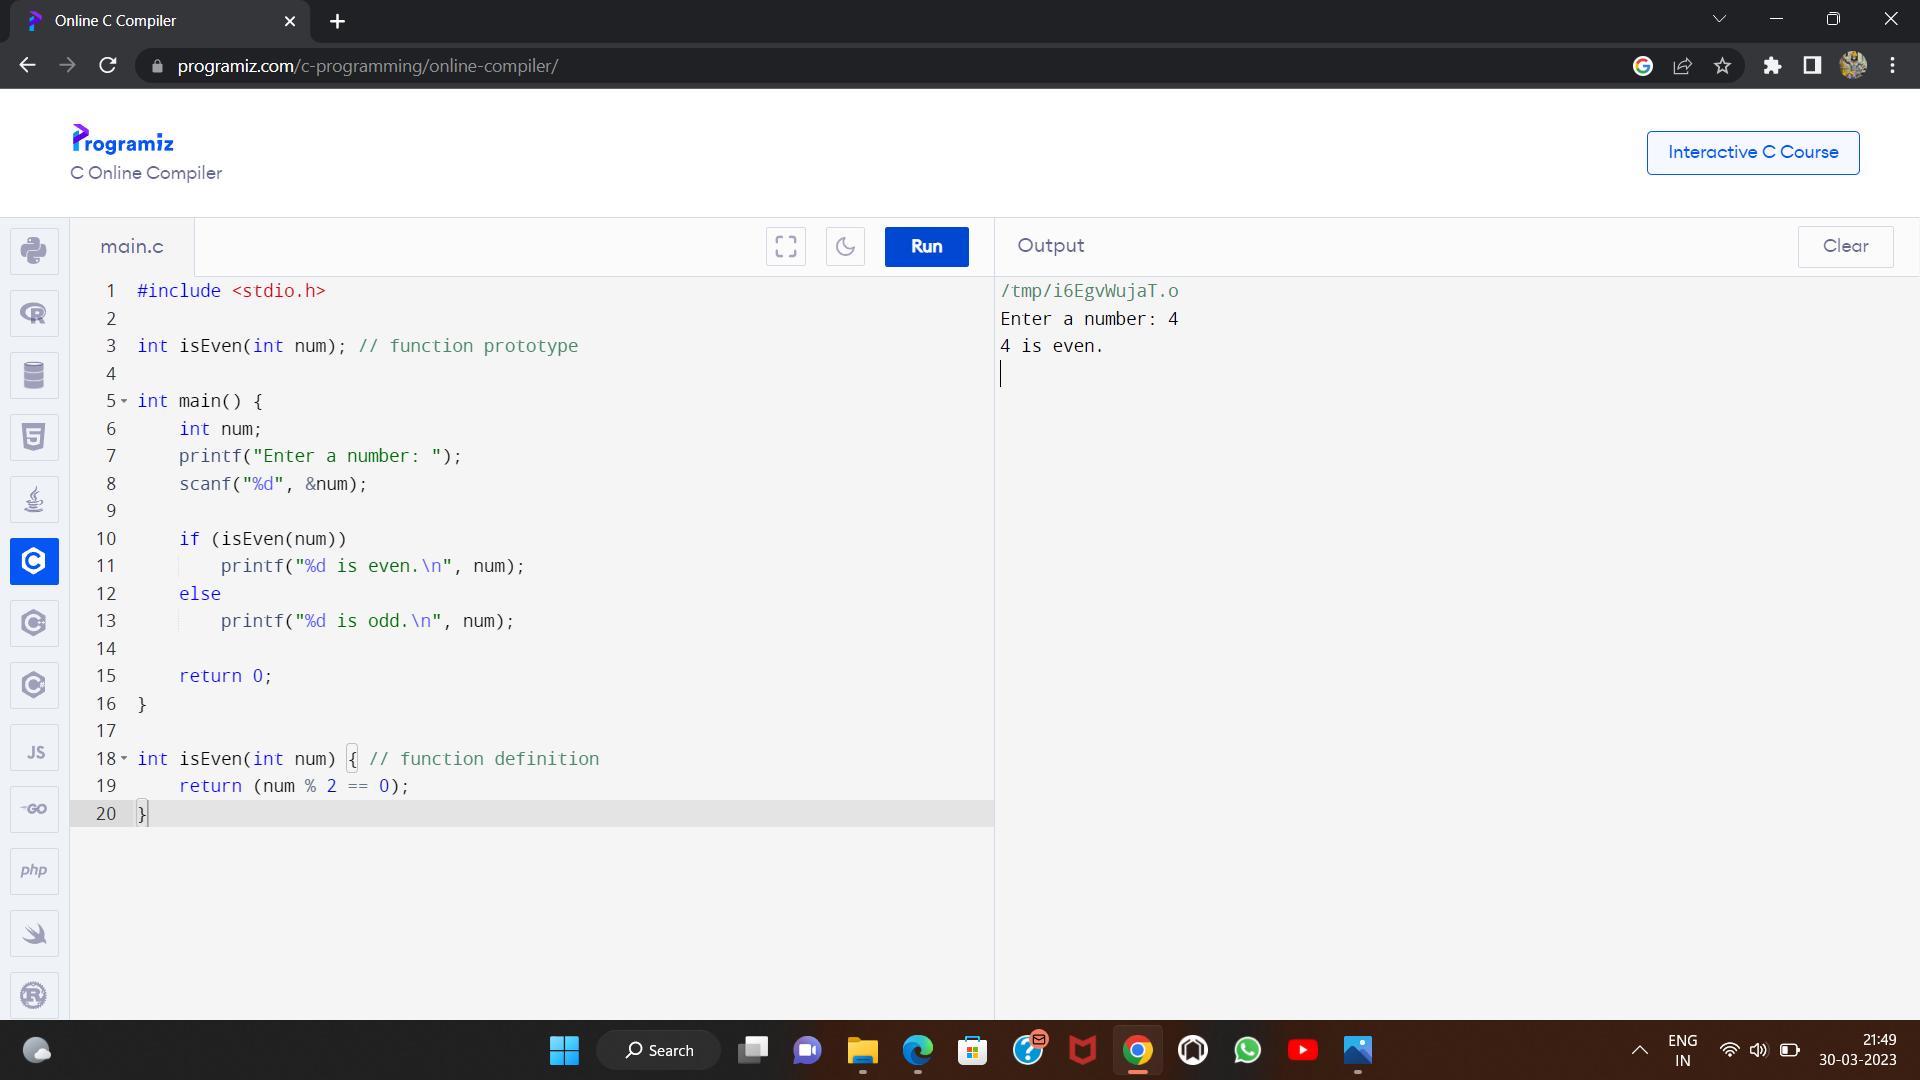 Online C Compiler
programiz.com/c-programming/online-compiler/
Programiz
C Online Compiler
Interactive C Course
main.c
Run
Output
Clear
1 #include <stdio.h>
2
3 int isEven(int num); // function prototype
4
5 int main() {
6 int num;
7 printf("Enter a number: ");
8 scanf("%d", &num);
9
10 if (isEven(num))
11 printf("%d is even.\n", num);
12 else
13 printf("%d is odd.\n", num);
14
15 return 0;
16 }
17
18 int isEven(int num) { // function definition
19 return (num % 2 == 0);
20 }
/tmp/i6EgvWujaT.o
Enter a number: 4
4 is even.
R
5
C
C
C
JS
GO
php
R
Search
ENG
IN
21:49
30-03-2023